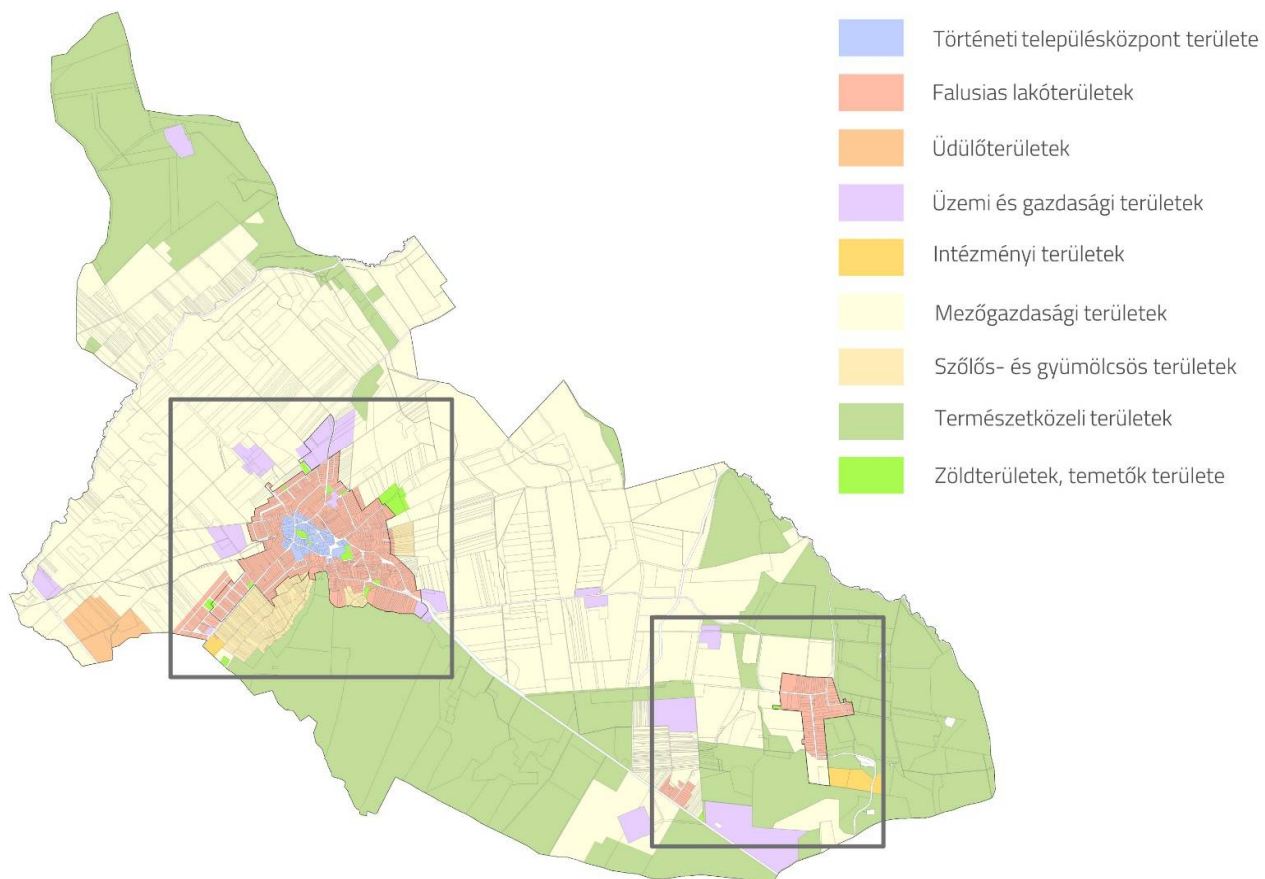 Történeti településközpont területe
Falusias lakóterületek
Üdülőterületek
Üzemi és gazdasági területek
Intézményi területek
Mezőgazdasági területek
Szőlős- és gyümölcsös területek
Természetközeli területek
Zöldterületek, temetők területe